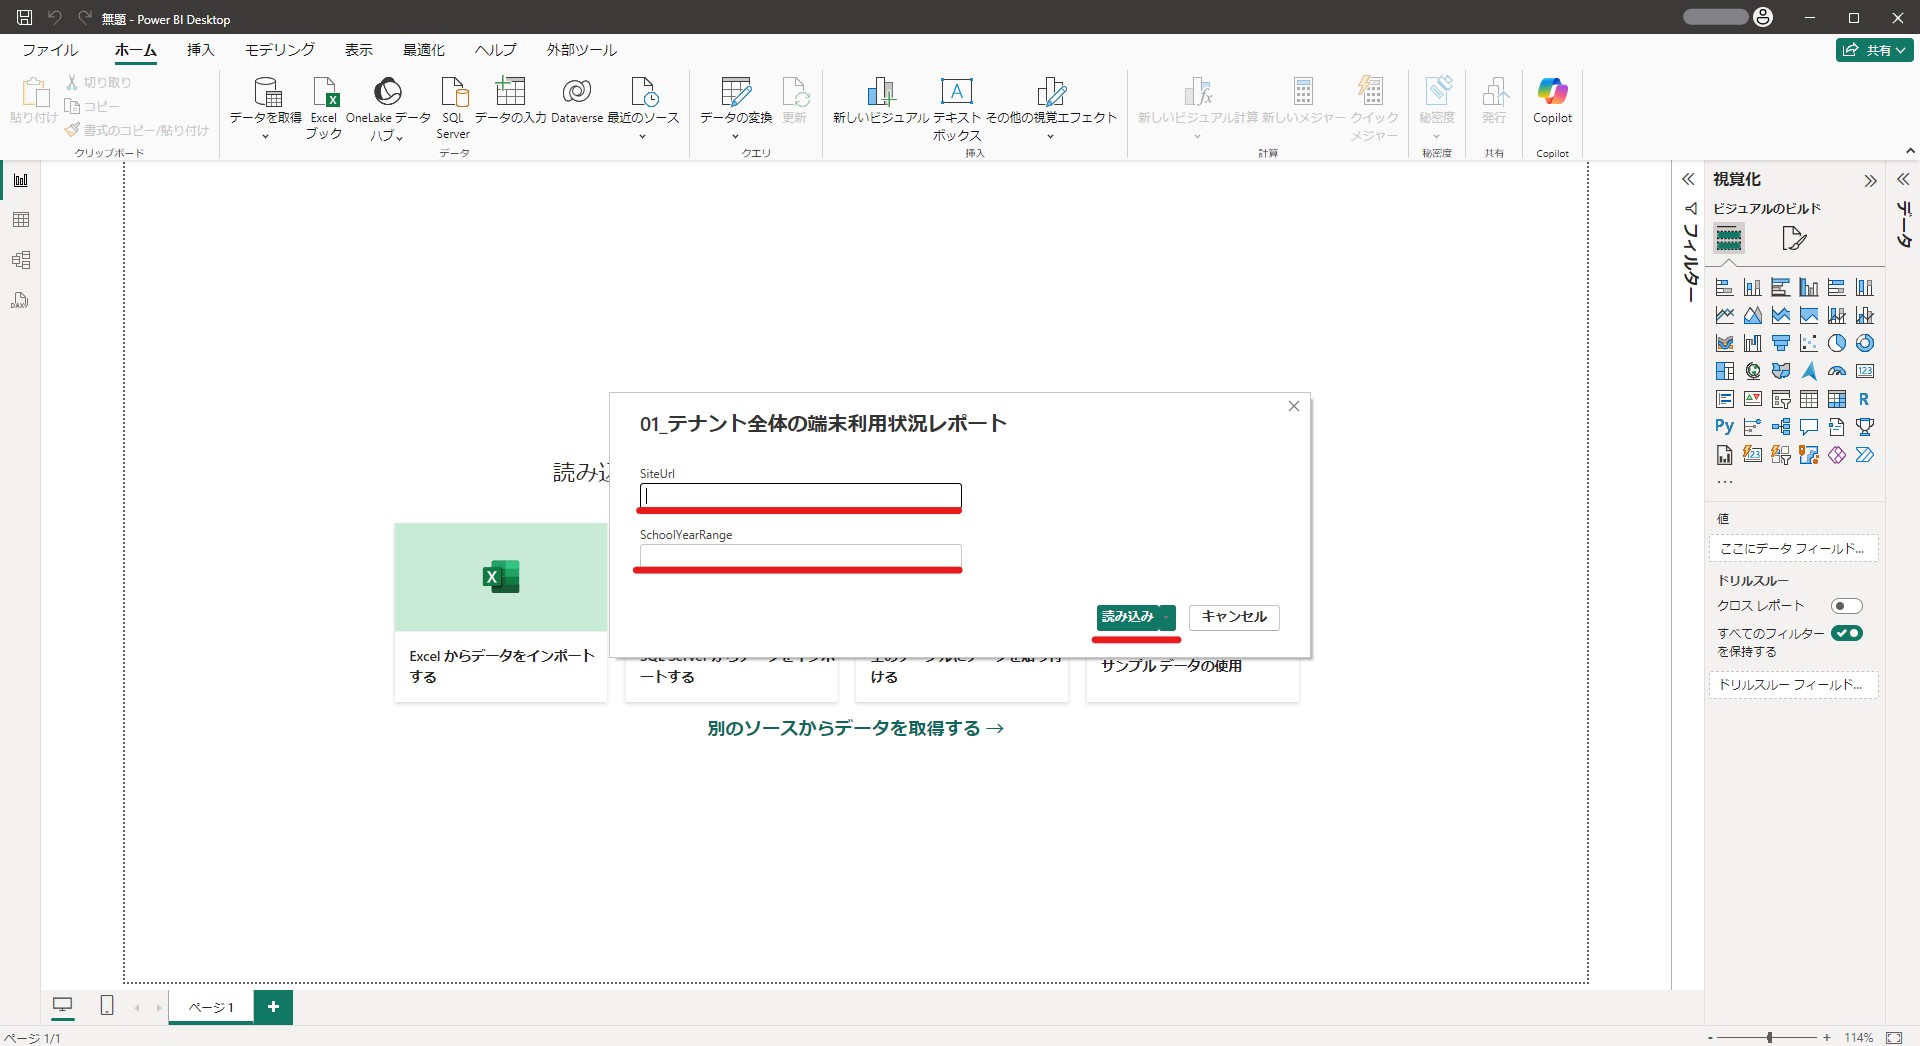 無題 - Power BI Desktop
ファイル
ホーム
挿入
モデリング
表示
最適化
ヘルプ
外部ツール
共有
貼り付け
切り取り
コピー
書式のコピー/貼り付け
クリップボード
データを取得
Excel
ブック
OneLake データ
ハブ
SQL
Server
データの入力
Dataverse
最近のソース
データ
データの変換
更新
クエリ
新しいビジュアル
テキスト
ボックス
その他の視覚エフェクト
挿入
新しいビジュアル計算
新しいメジャー
クイック
メジャー
計算
秘密度
秘密度
発行
共有
Copilot
Copilot
DAX
フィルター
視覚化
ビジュアルのビルド
123
R
Py
123
...
値
ここにデータ フィールド...
ドリルスルー
クロス レポート
すべてのフィルター
を保持する
ドリルスルー フィールド...
データ
読み込
01_テナント全体の端末利用状況レポート
SiteUrl
SchoolYearRange
読み込み
キャンセル
Excel からデータをインポート
する
ートする
ける
サンプル データの使用
別のソースからデータを取得する →
ページ 1
+
ページ 1/1
- + 114%